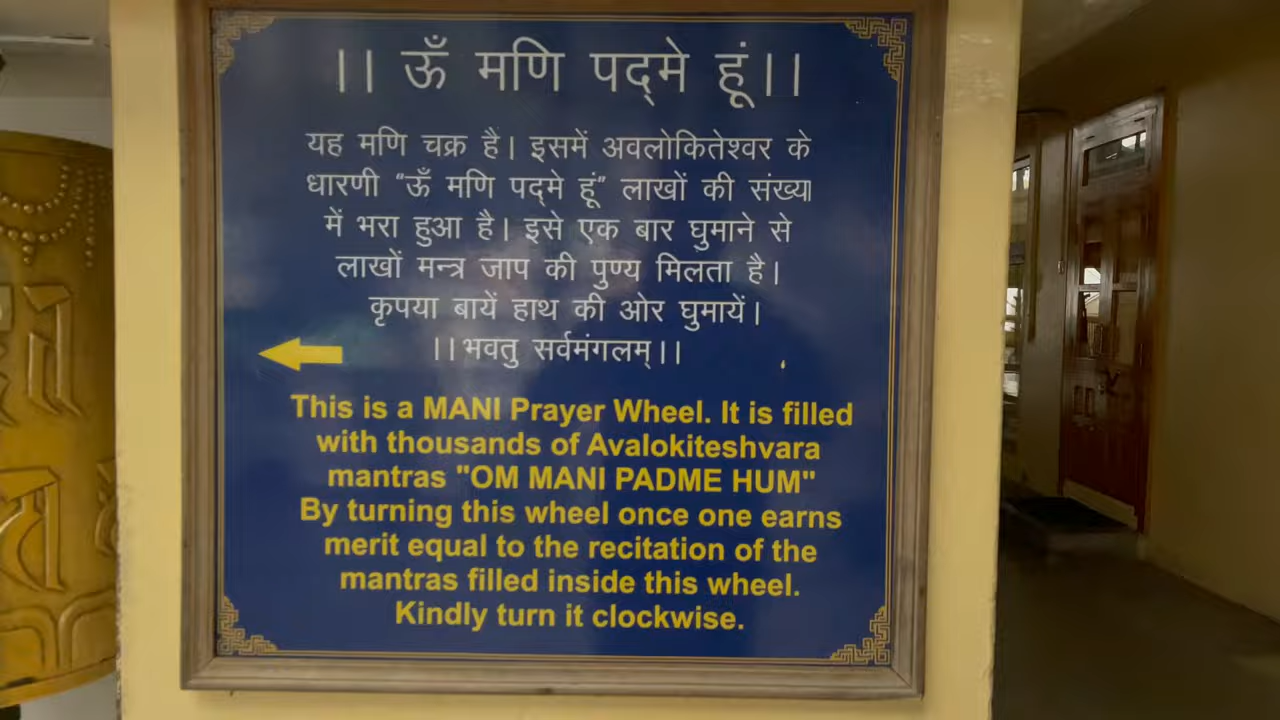 ।। ऊँ मणि पद्‌मे हूं।।
यह मणि चक्र है। इसमें अवलोकितेश्वर के
धारणी “ऊँ मणि पद्‌मे हूं” लाखों की संख्या
में भरा हुआ है। इसे एक बार घुमाने से
लाखों मन्त्र जाप की पुण्य मिलता है।
कृपया बायें हाथ की ओर घुमायें।
।।भवतु सर्वमंगलम्।।
This is a MANI Prayer Wheel. It is filled
with thousands of Avalokiteshvara
mantras "OM MANI PADME HUM"
By turning this wheel once one earns
merit equal to the recitation of the
mantras filled inside this wheel.
Kindly turn it clockwise.